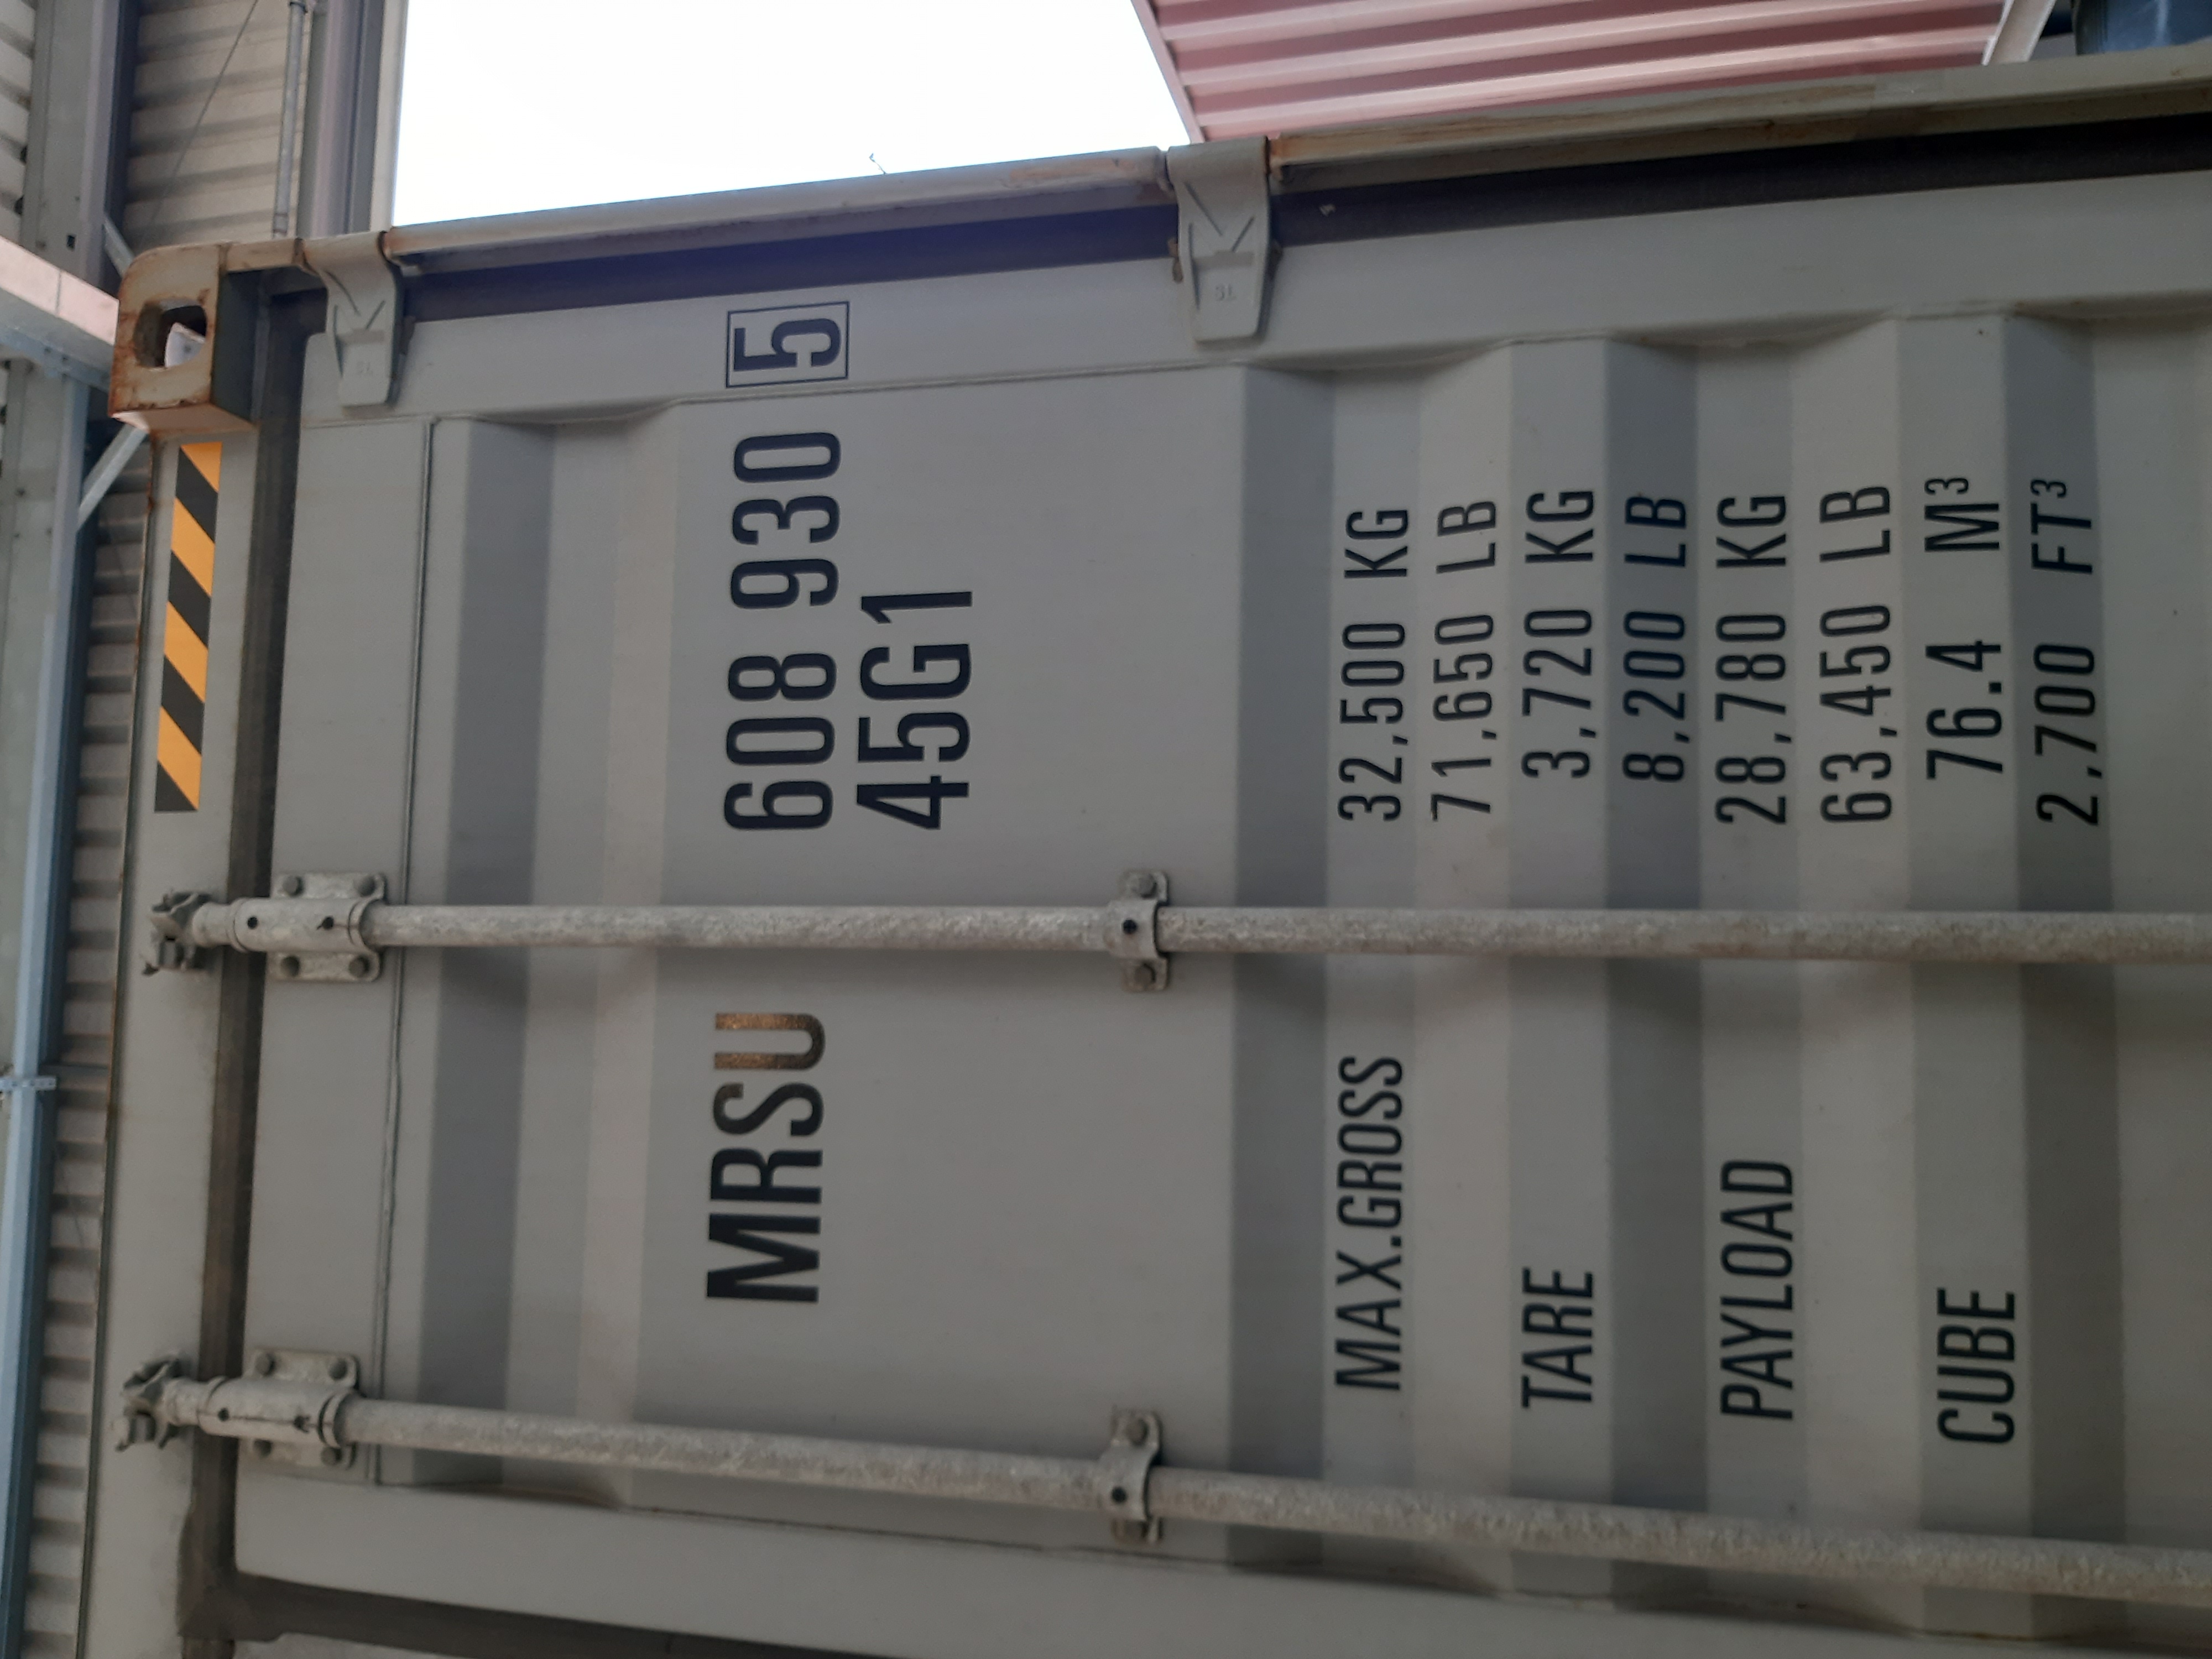 MRSU 608 930 5
45G1
MAX.GROSS 32,500 KG
71,650 LB
TARE 3,720 KG
8,200 LB
PAYLOAD 28,780 KG
63,450 LB
CUBE 76.4 M³
2,700 FT³